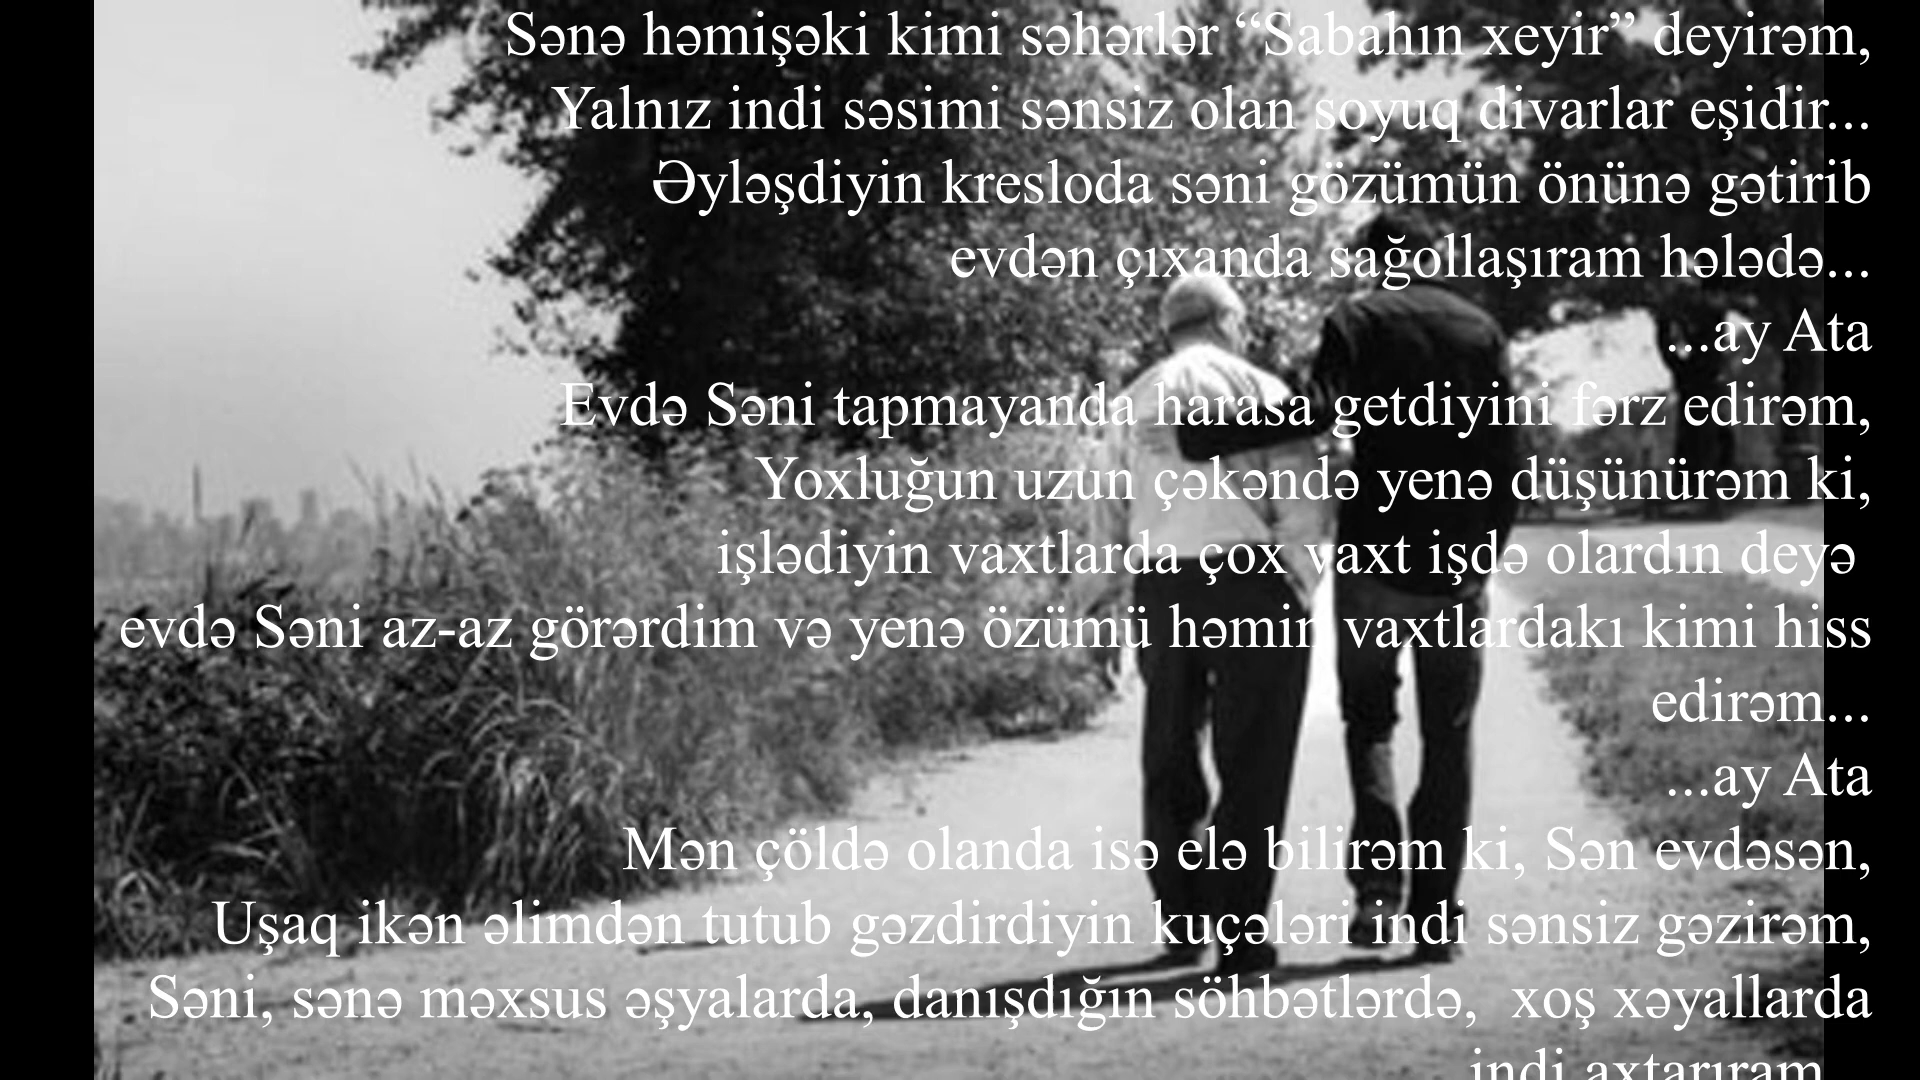 Sənə həmişəki kimi səhərlər “Sabahın xeyir” deyirəm,
Yalnız indi səsimi sənsiz olan soyuq divarlar eşidir...
Əyləşdiyin kresloda səni gözümün önünə gətirib
evdən çıxanda sağollaşıram hələdə...
...ay Ata
Evdə Səni tapmayanda harasa getdiyini fərz edirəm,
Yoxluğun uzun çəkəndə yenə düşünürəm ki,
işlədiyin vaxtlarda çox vaxt işdə olardın deyə
evdə Səni az-az görərdim və yenə özümü həmin vaxtlardakı kimi hiss
edirəm...
...ay Ata
Mən çöldə olanda isə elə bilirəm ki, Sən evdəsən,
Uşaq ikən əlimdən tutub gəzdirdiyin kuçələri indi sənsiz gəzirəm,
Səni, sənə məxsus əşyalarda, danışdığın söhbətlərdə, xoş xəyallarda
indi axtarıram